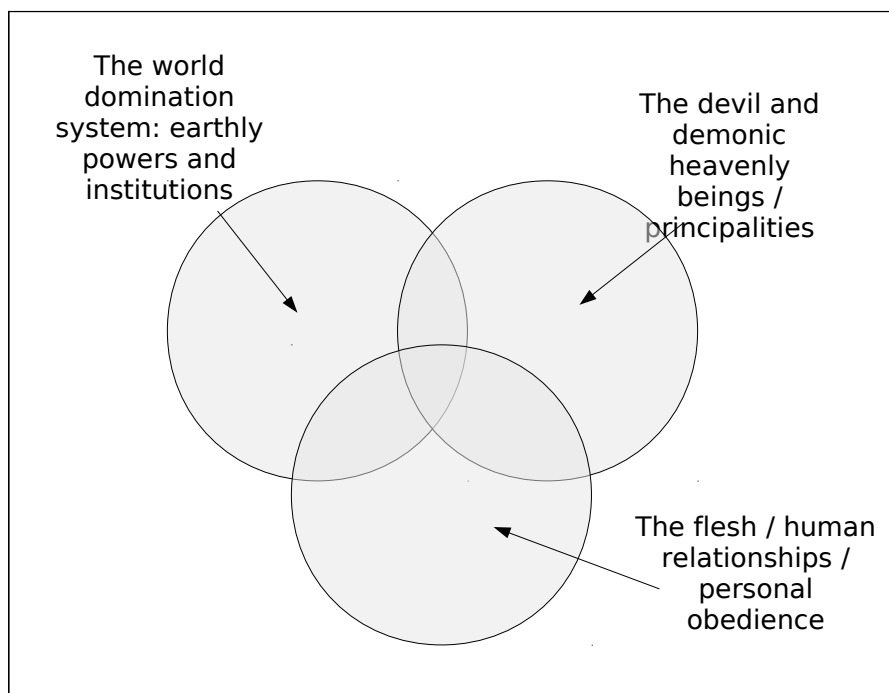 The world
domination
system: earthly
powers and
institutions
The devil and
demonic
heavenly
beings /
principalities
The flesh / human
relationships /
personal
obedience